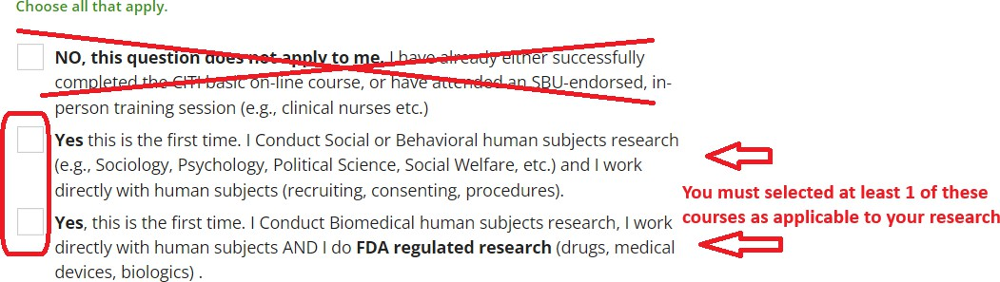 Choose all that apply.
NO, this question does not apply to me. I have already either successfully
completed the CITI basic on-line course, or have attended an SBU-endorsed, in-
person training session (e.g., clinical nurses etc.)
Yes this is the first time. I Conduct Social or Behavioral human subjects research
(e.g., Sociology, Psychology, Political Science, Social Welfare, etc.) and I work
directly with human subjects (recruiting, consenting, procedures).
Yes, this is the first time. I Conduct Biomedical human subjects research, I work
directly with human subjects AND I do FDA regulated research (drugs, medical
devices, biologics) .
You must selected at least 1 of these
courses as applicable to your research